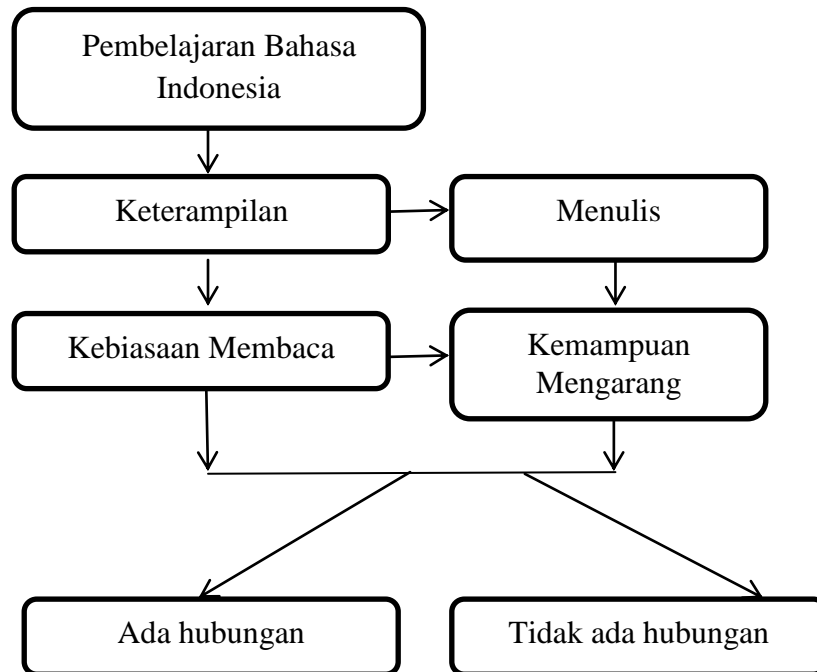 Pembelajaran Bahasa
Indonesia
Keterampilan
Menulis
Kebiasaan Membaca
Kemampuan
Mengarang
Ada hubungan
Tidak ada hubungan